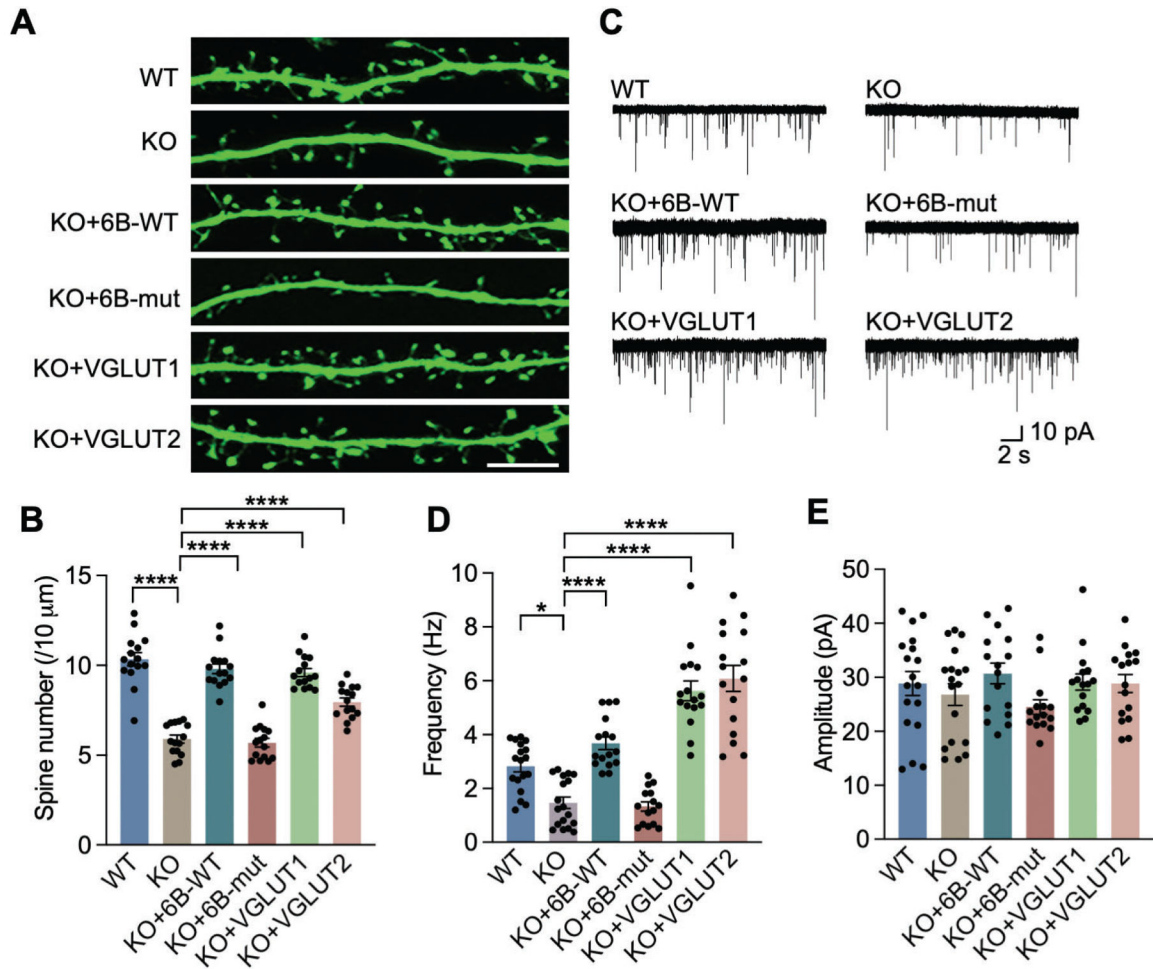 A
WT
KO
KO+6B-WT
KO+6B-mut
KO+VGLUT1
KO+VGLUT2
C
WT
KO
KO+6B-WT
KO+6B-mut
KO+VGLUT1
KO+VGLUT2
10 pA
2 s
B
****
****
****
****
Spine number (/10 μm)
15
10
5
0
WT
KO
KO+6B-WT
KO+6B-mut
KO+VGLUT1
KO+VGLUT2
D
****
****
****
*
Frequency (Hz)
10
8
6
4
2
0
WT
KO
KO+6B-WT
KO+6B-mut
KO+VGLUT1
KO+VGLUT2
E
Amplitude (pA)
50
40
30
20
10
0
WT
KO
KO+6B-WT
KO+6B-mut
KO+VGLUT1
KO+VGLUT2